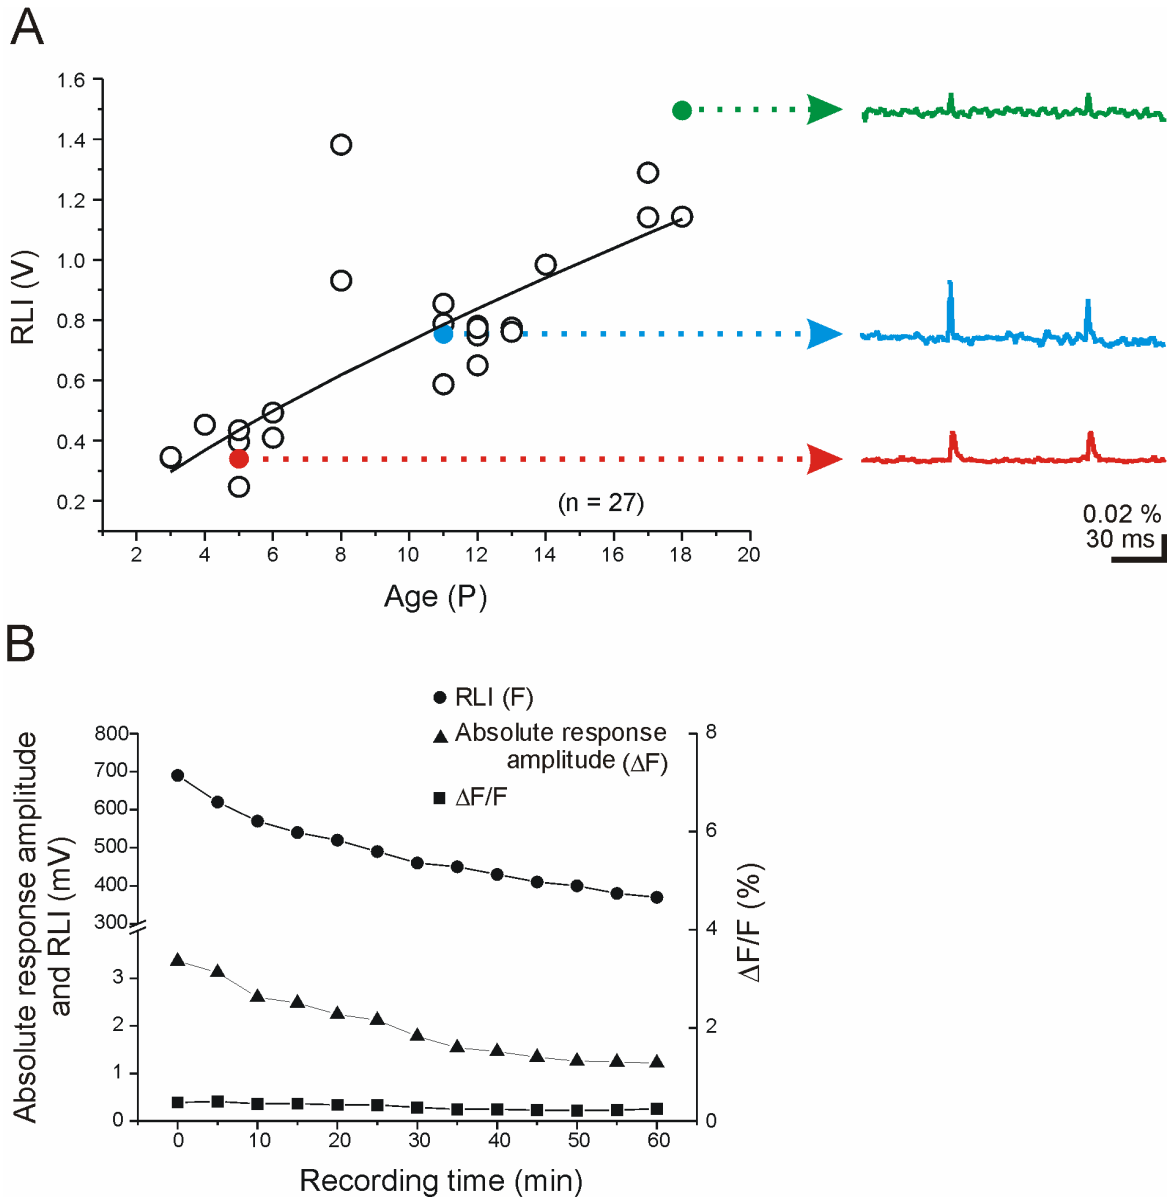 A
1.6
1.4
1.2
1.0
0.8
0.6
0.4
0.2
RLI (V)
(n = 27)
2 4 6 8 10 12 14 16 18 20
Age (P)
0.02 %
30 ms
B
RLI (F)
Absolute response
amplitude (ΔF)
ΔF/F
800
700
600
500
400
300
3
2
1
0
Absolute response amplitude
and RLI (mV)
8
6
4
2
0
ΔF/F (%)
0 10 20 30 40 50 60
Recording time (min)